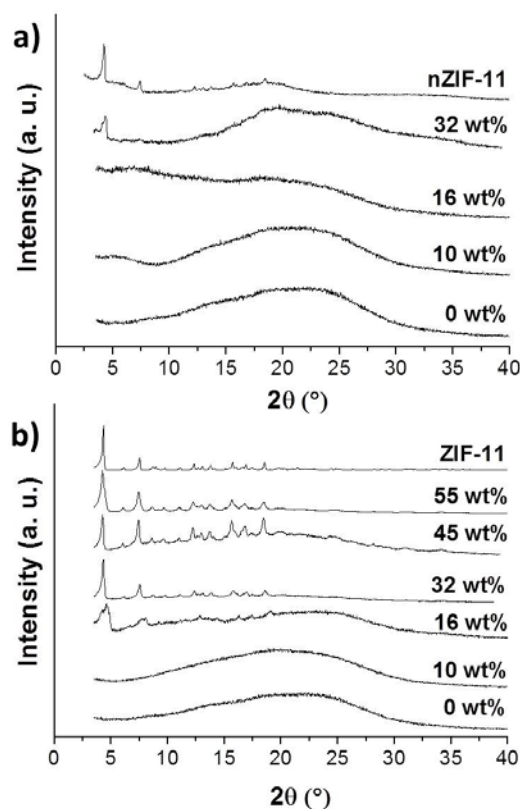 a)
Intensity (a. u.)
nZIF-11
32 wt%
16 wt%
10 wt%
0 wt%
0 5 10 15 20 25 30 35 40
2θ (°)
b)
Intensity (a. u.)
ZIF-11
55 wt%
45 wt%
32 wt%
16 wt%
10 wt%
0 wt%
0 5 10 15 20 25 30 35 40
2θ (°)